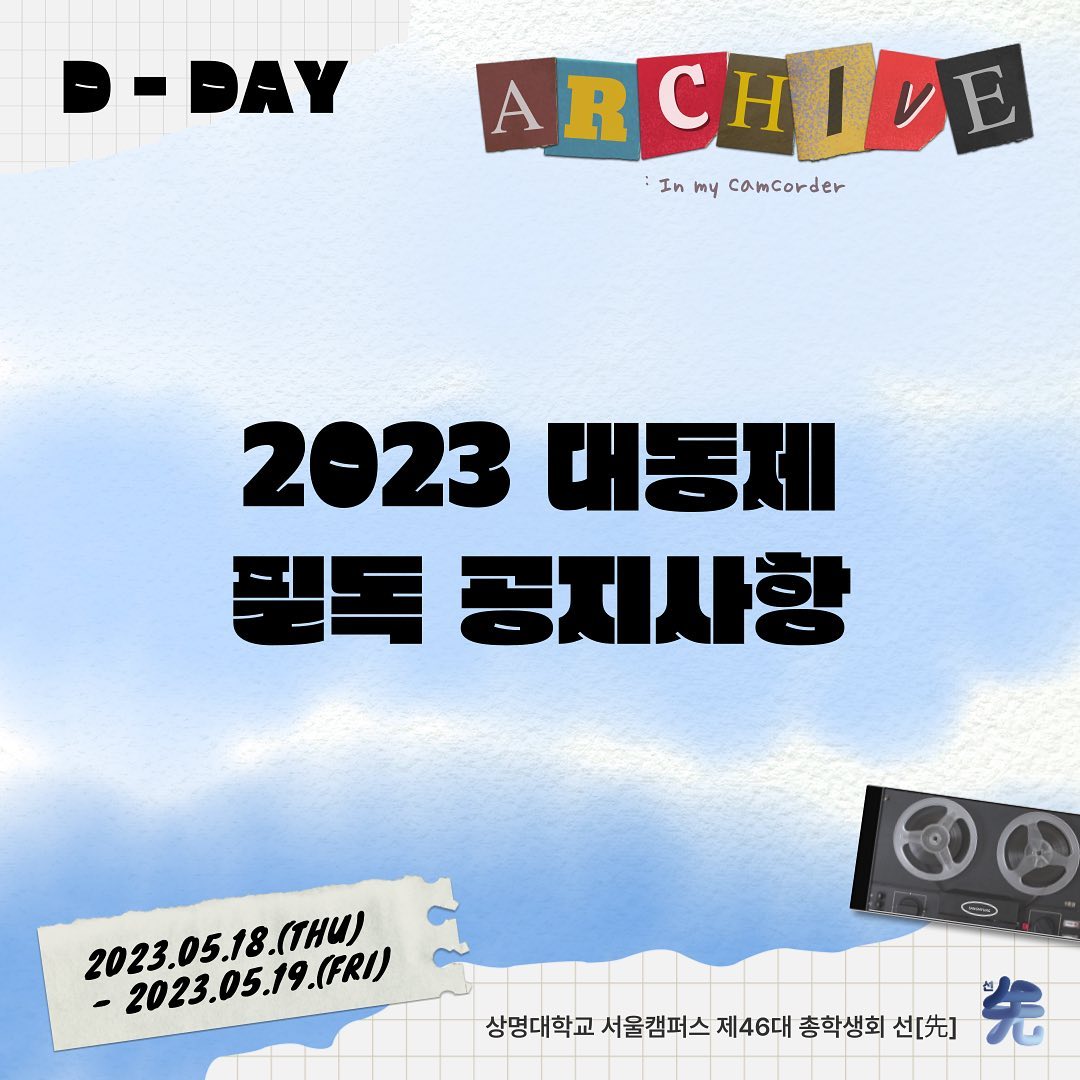 D - DAY
ARCHIVE
: In my Camcorder
2023 대동제
필독 공지사항
2023.05.18.(THU)
- 2023.05.19.(FRI)
상명대학교 서울캠퍼스 제46대 총학생회 선[先]
선 先